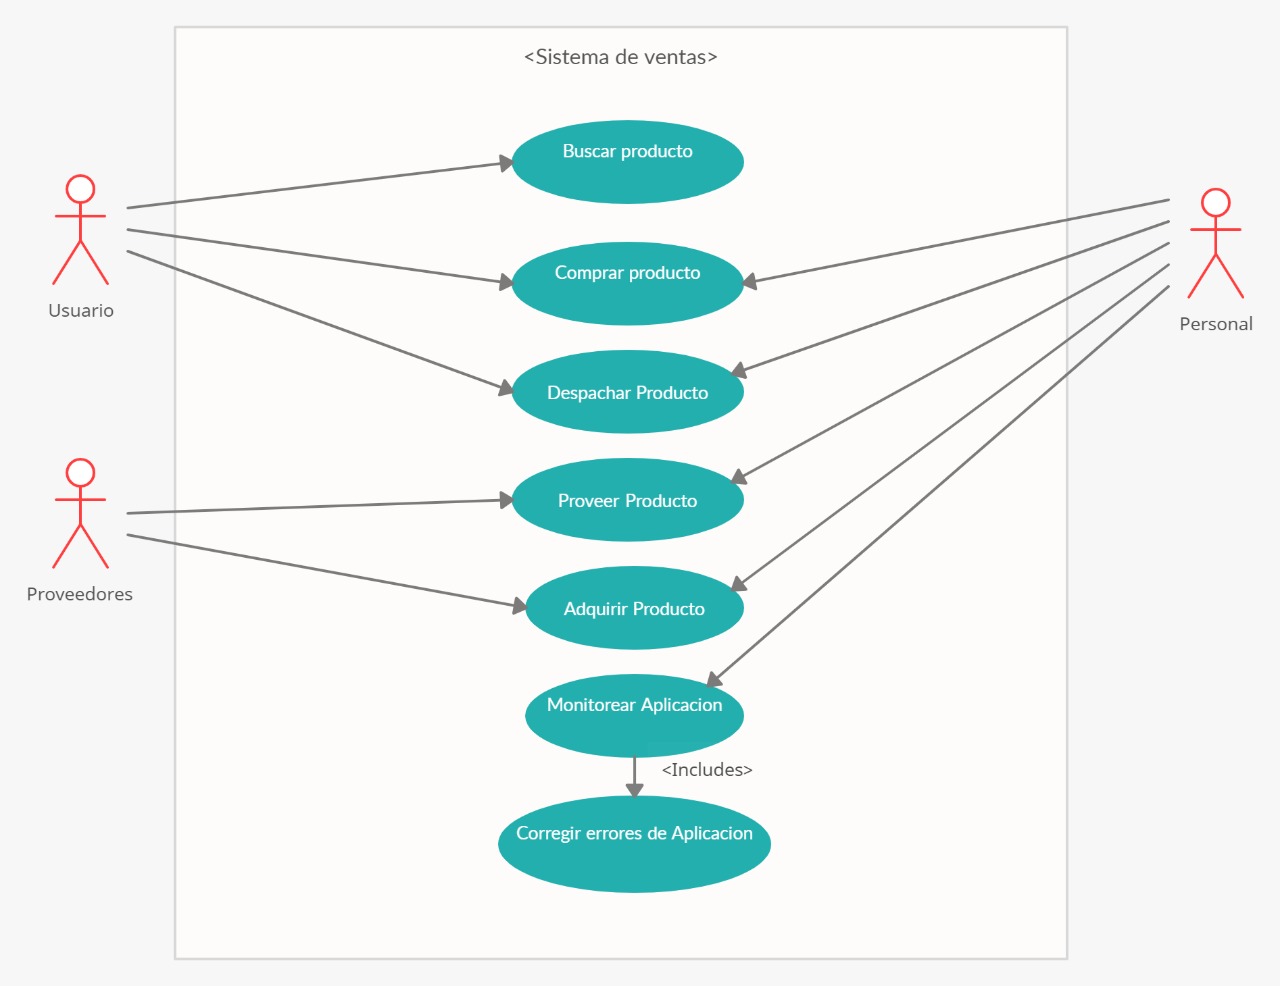 <Sistema de ventas>
Buscar producto
Comprar producto
Usuario
Personal
Despachar Producto
Proveer Producto
Proveedores
Adquirir Producto
Monitorear Aplicacion
<Includes>
Corregir errores de Aplicacion